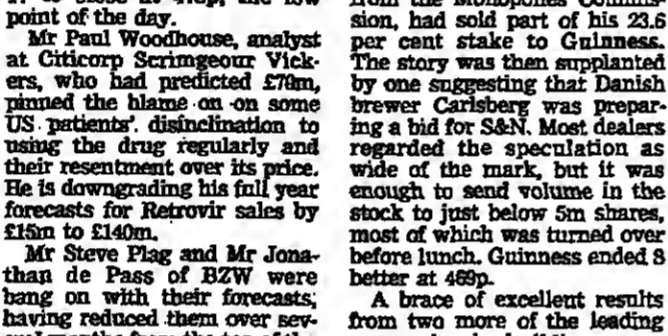 point of the day.
Mr Paul Woodhouse, analyst
at Citicorp Scrimgeour Vick-
ers, who had predicted £79m,
pinned the blame on on some
US patients'. disinclination to
using the drug regularly and
their resentment over its price.
He is downgrading his full year
forecasts for Retrovir sales by
£15m to £140m.
Mr Steve Plag and Mr Jona-
than de Pass of BZW were
bang on with their forecasts;
having reduced them over sev-
sion, had sold part of his 23.6
per cent stake to Guinness.
The story was then supplanted
by one suggesting that Danish
brewer Carlsberg was prepar-
ing a bid for S&N. Most dealers
regarded the speculation as
wide of the mark, but it was
enough to send volume in the
stock to just below 5m shares,
most of which was turned over
before lunch. Guinness ended 8
better at 469p.
A brace of excellent results
from two more of the leading